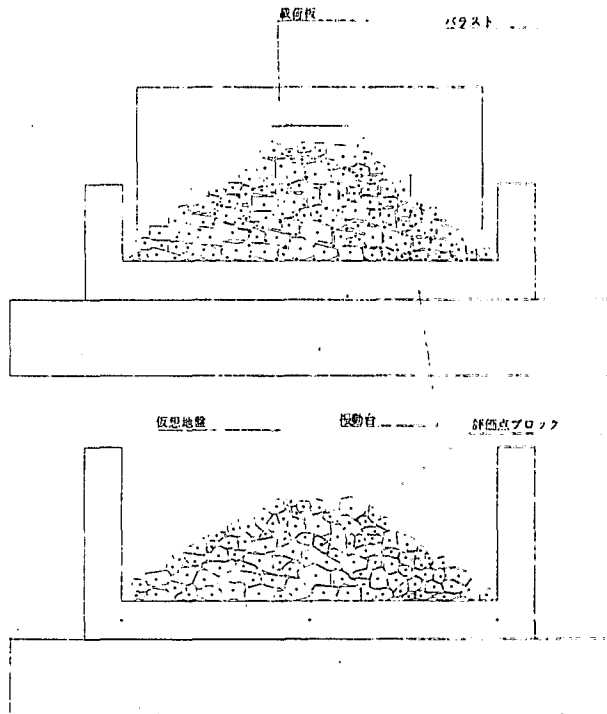 載荷板
バラスト
仮想地盤
振動台
評価点ブロック